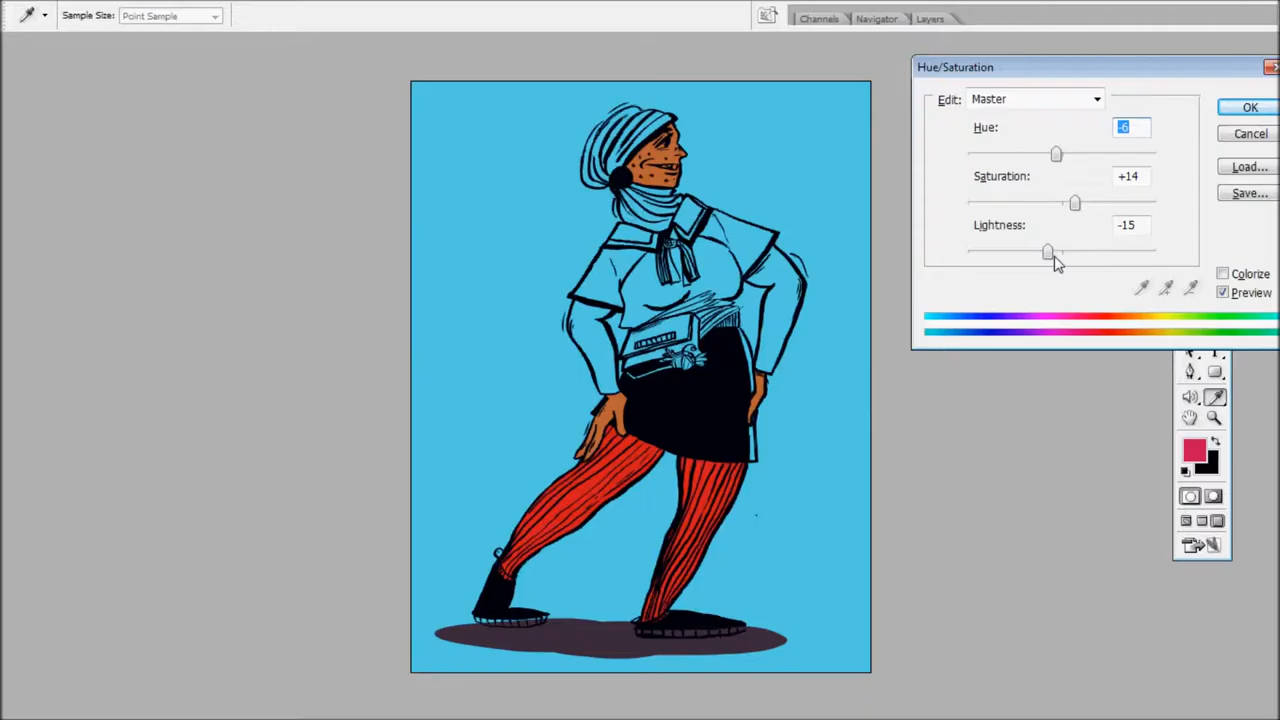 Sample Size: Point Sample
Channels Navigator Layers
Hue/Saturation
Edit: Master
OK
Hue: -6
Cancel
Load...
Saturation: +14
Save...
Lightness: -15
Colorize
Preview